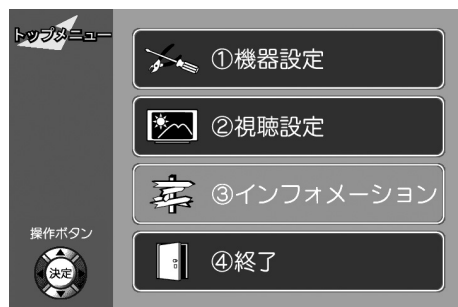 トップメニュー
①機器設定
②視聴設定
③インフォメーション
④終了
操作ボタン
決定